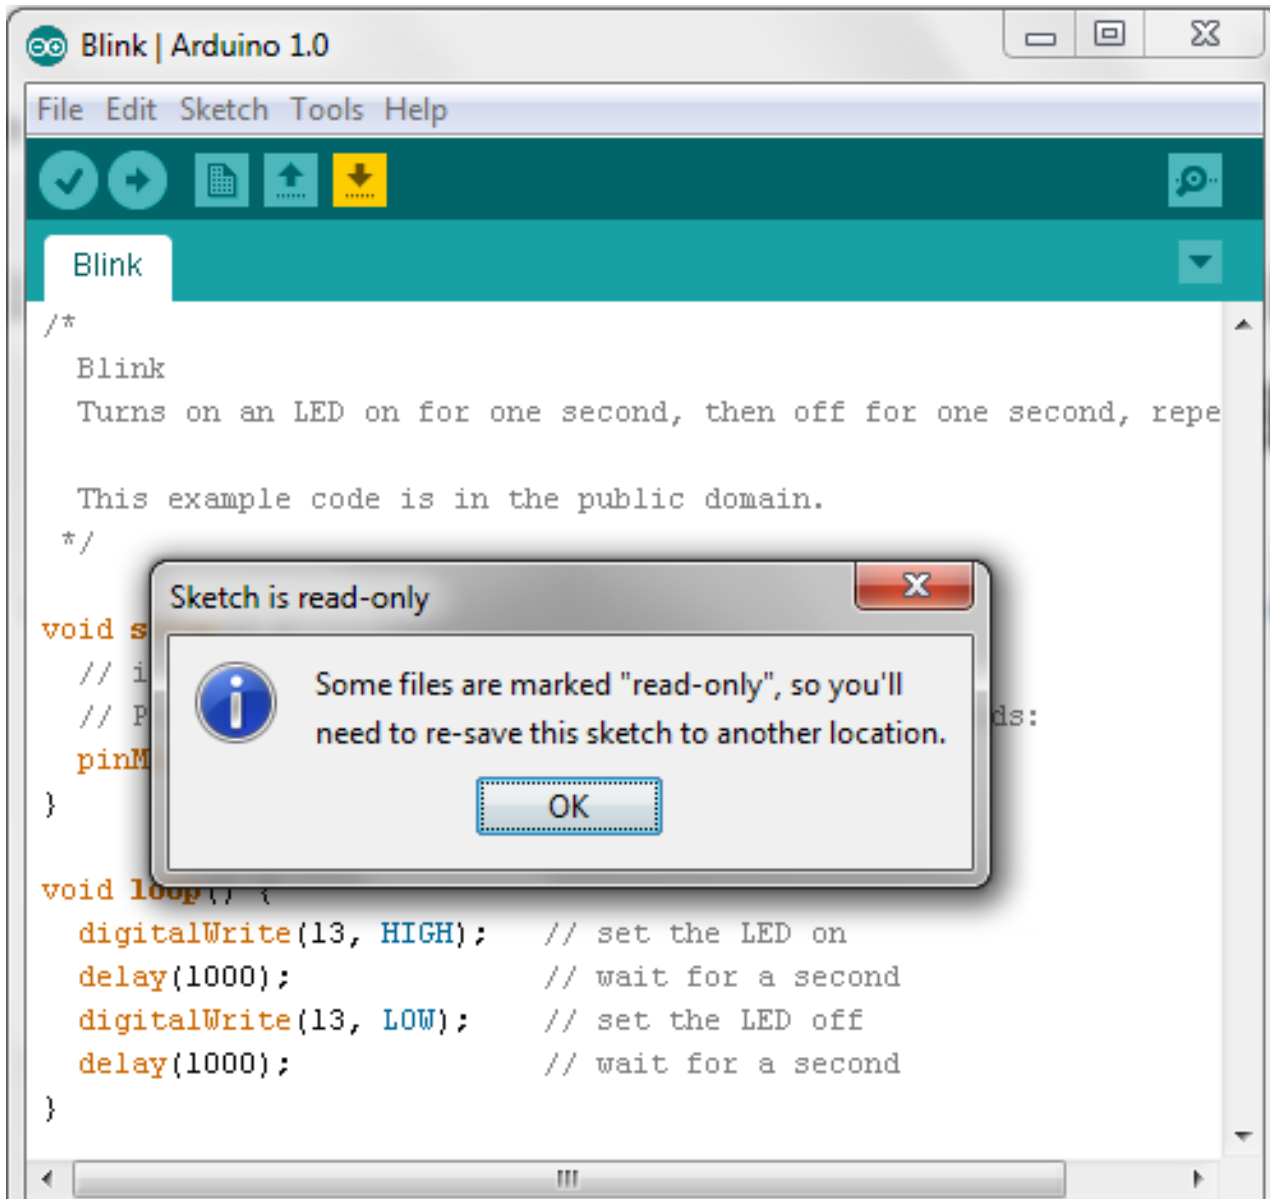 Blink | Arduino 1.0
File Edit Sketch Tools Help
Blink
/*
Blink
Turns on an LED on for one second, then off for one second, repe
This example code is in the public domain.
*/
Sketch is read-only
void s
// i
Some files are marked "read-only", so you'll
// P
need to re-save this sketch to another location.
ds:
pinM
OK
}
void loop() {
digitalWrite(13, HIGH);   // set the LED on
delay(1000);              // wait for a second
digitalWrite(13, LOW);    // set the LED off
delay(1000);              // wait for a second
}